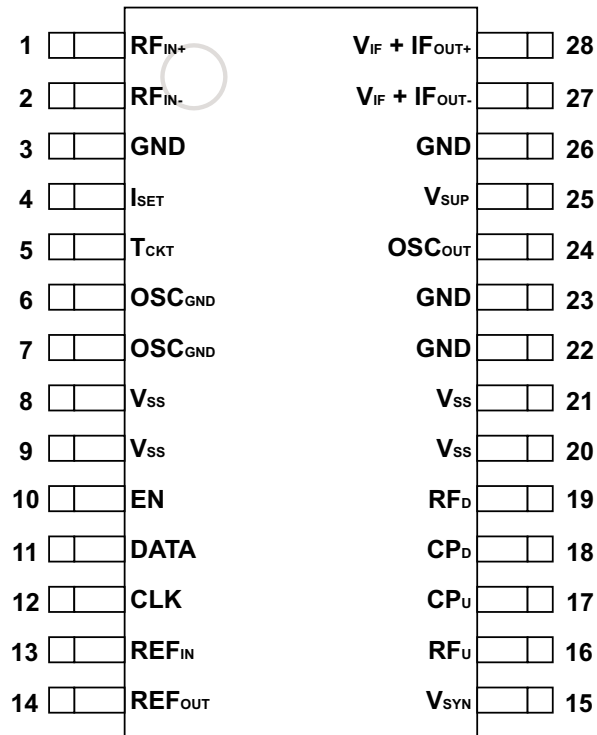 1 RFIN+ VIF + IFOUT+ 28
2 RFIN- VIF + IFOUT- 27
3 GND GND 26
4 ISET VSUP 25
5 TCKT OSCOUT 24
6 OSCGND GND 23
7 OSCGND GND 22
8 VSS VSS 21
9 VSS VSS 20
10 EN RFD 19
11 DATA CPD 18
12 CLK CPU 17
13 REFIN RFU 16
14 REFOUT VSYN 15